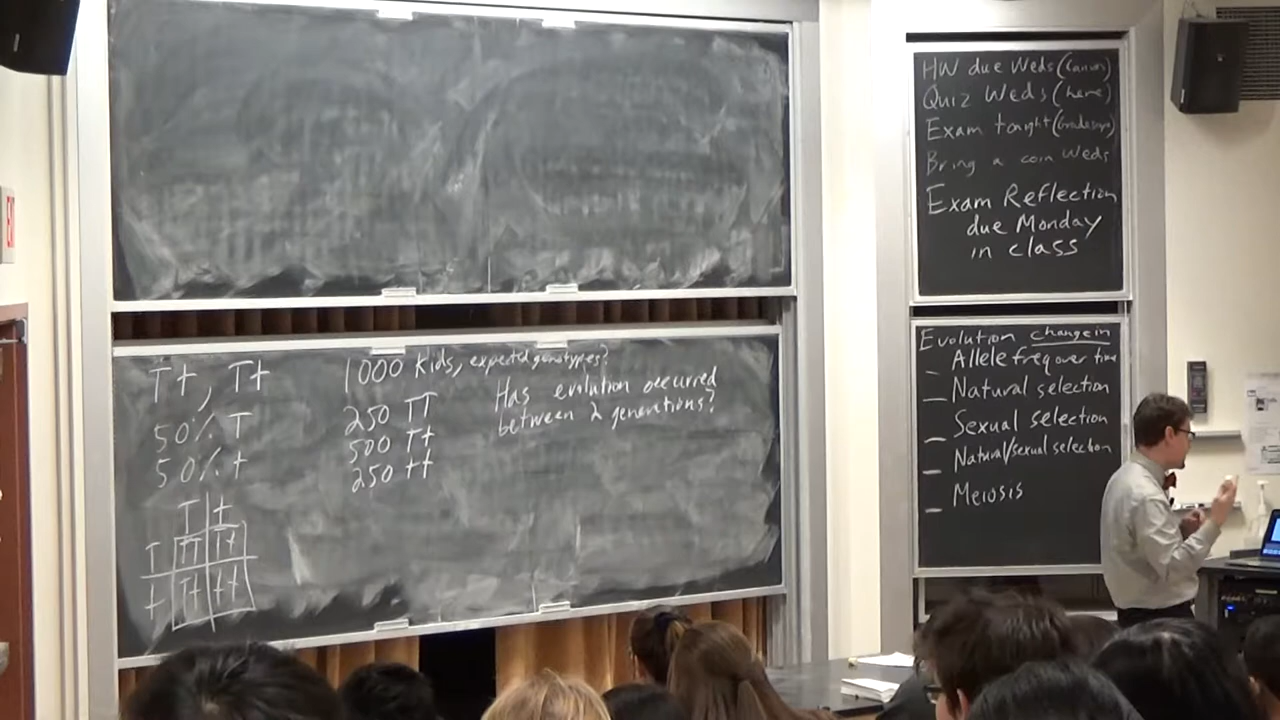 Tt, Tt
50% T
50% t
T t
T TT Tt
t Tt tt
1000 Kids, expected genotypes?
250 TT
500 Tt
250 tt
Has evolution occurred
between 2 generations?
HW due Weds (Canvas)
Quiz Weds (here)
Exam tonight (Gradescope)
Bring a coin Weds
Exam Reflection
due Monday
in class
Evolution change in
Allele freq over time
Natural selection
Sexual selection
Natural/sexual selection
Meiosis